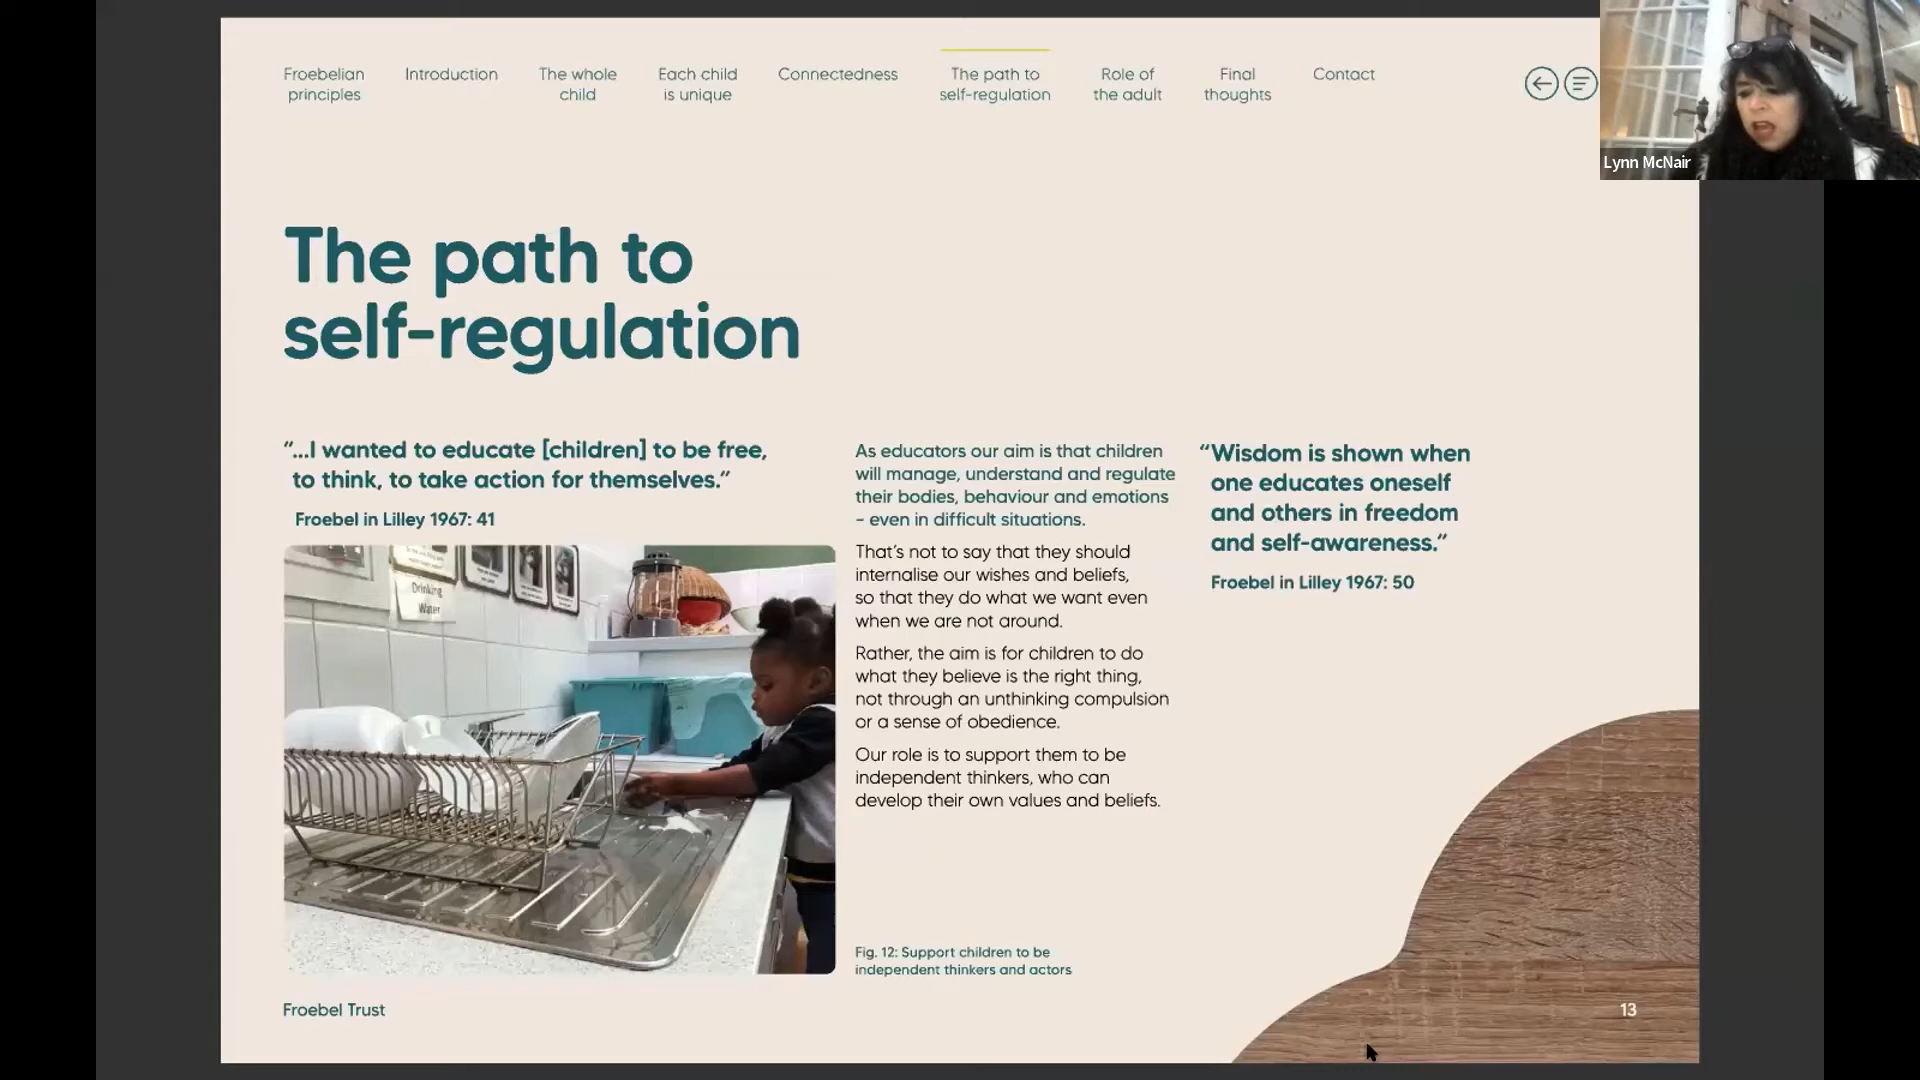 Froebelian
principles
Introduction
The whole
child
Each child
is unique
Connectedness
The path to
self-regulation
Role of
the adult
Final
thoughts
Contact
Lynn McNair
The path to
self-regulation
“...I wanted to educate [children] to be free,
to think, to take action for themselves.”
Froebel in Lilley 1967: 41
Drinking
Water
As educators our aim is that children
will manage, understand and regulate
their bodies, behaviour and emotions
– even in difficult situations.
That’s not to say that they should
internalise our wishes and beliefs,
so that they do what we want even
when we are not around.
Rather, the aim is for children to do
what they believe is the right thing,
not through an unthinking compulsion
or a sense of obedience.
Our role is to support them to be
independent thinkers, who can
develop their own values and beliefs.
Fig. 12: Support children to be
independent thinkers and actors
“Wisdom is shown when
one educates oneself
and others in freedom
and self-awareness.”
Froebel in Lilley 1967: 50
Froebel Trust
13